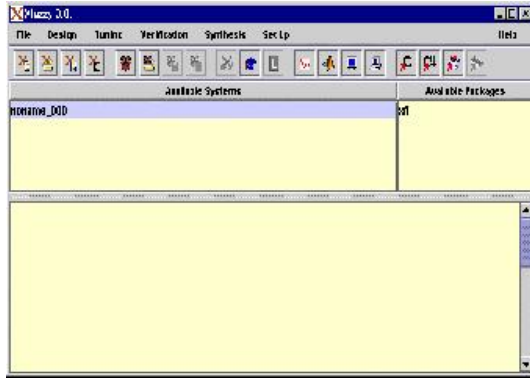 Xfuzzy 3.0.
File Design Tuning Verification Synthesis Set Up Help
Available Systems Available Packages
noname_000 xfl